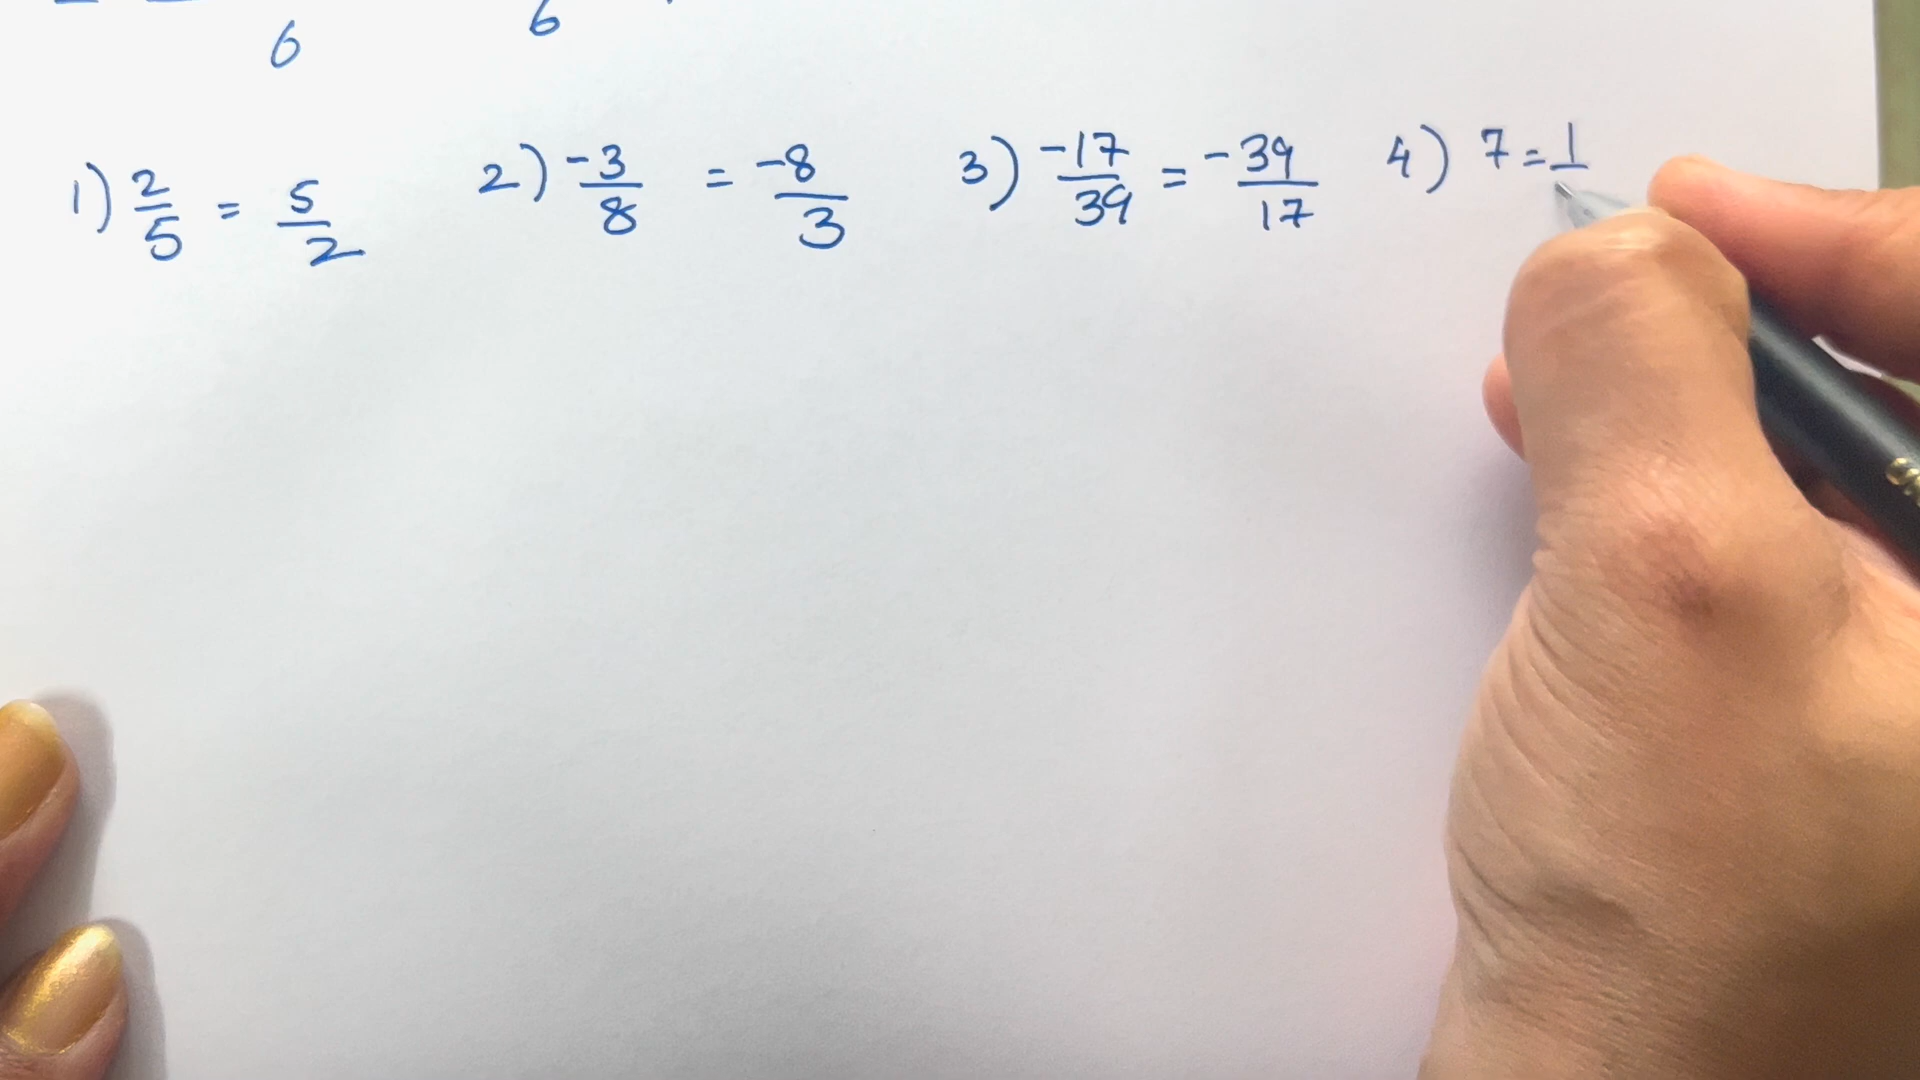 6 6
1) 2/5 = 5/2 2) -3/8 = -8/3 3) -17/39 = -39/17 4) 7 = 1/